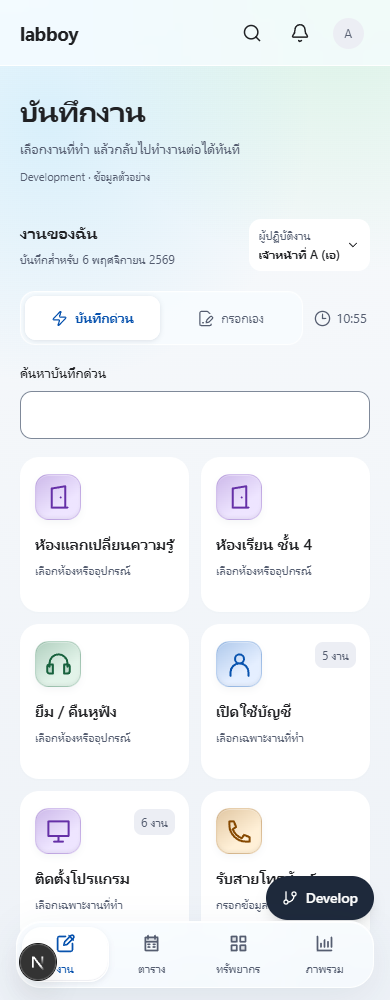 labboy
A
บันทึกงาน
เลือกงานที่ทำ แล้วกลับไปทำงานต่อได้ทันที
Development · ข้อมูลตัวอย่าง
งานของฉัน
บันทึกสำหรับ 6 พฤศจิกายน 2569
ผู้ปฏิบัติงาน
เจ้าหน้าที่ A (เอ)
บันทึกด่วน
กรอกเอง
10:55
ค้นหาบันทึกด่วน
ห้องแลกเปลี่ยนความรู้
เลือกห้องหรืออุปกรณ์
ห้องเรียน ชั้น 4
เลือกห้องหรืออุปกรณ์
ยืม / คืนหูฟัง
เลือกห้องหรืออุปกรณ์
5 งาน
เปิดใช้บัญชี
เลือกเฉพาะงานที่ทำ
6 งาน
ติดตั้งโปรแกรม
เลือกเฉพาะงานที่ทำ
รับสาย
กรอกข้อมูล
Develop
N
งาน
ตาราง
ทรัพยากร
ภาพรวม